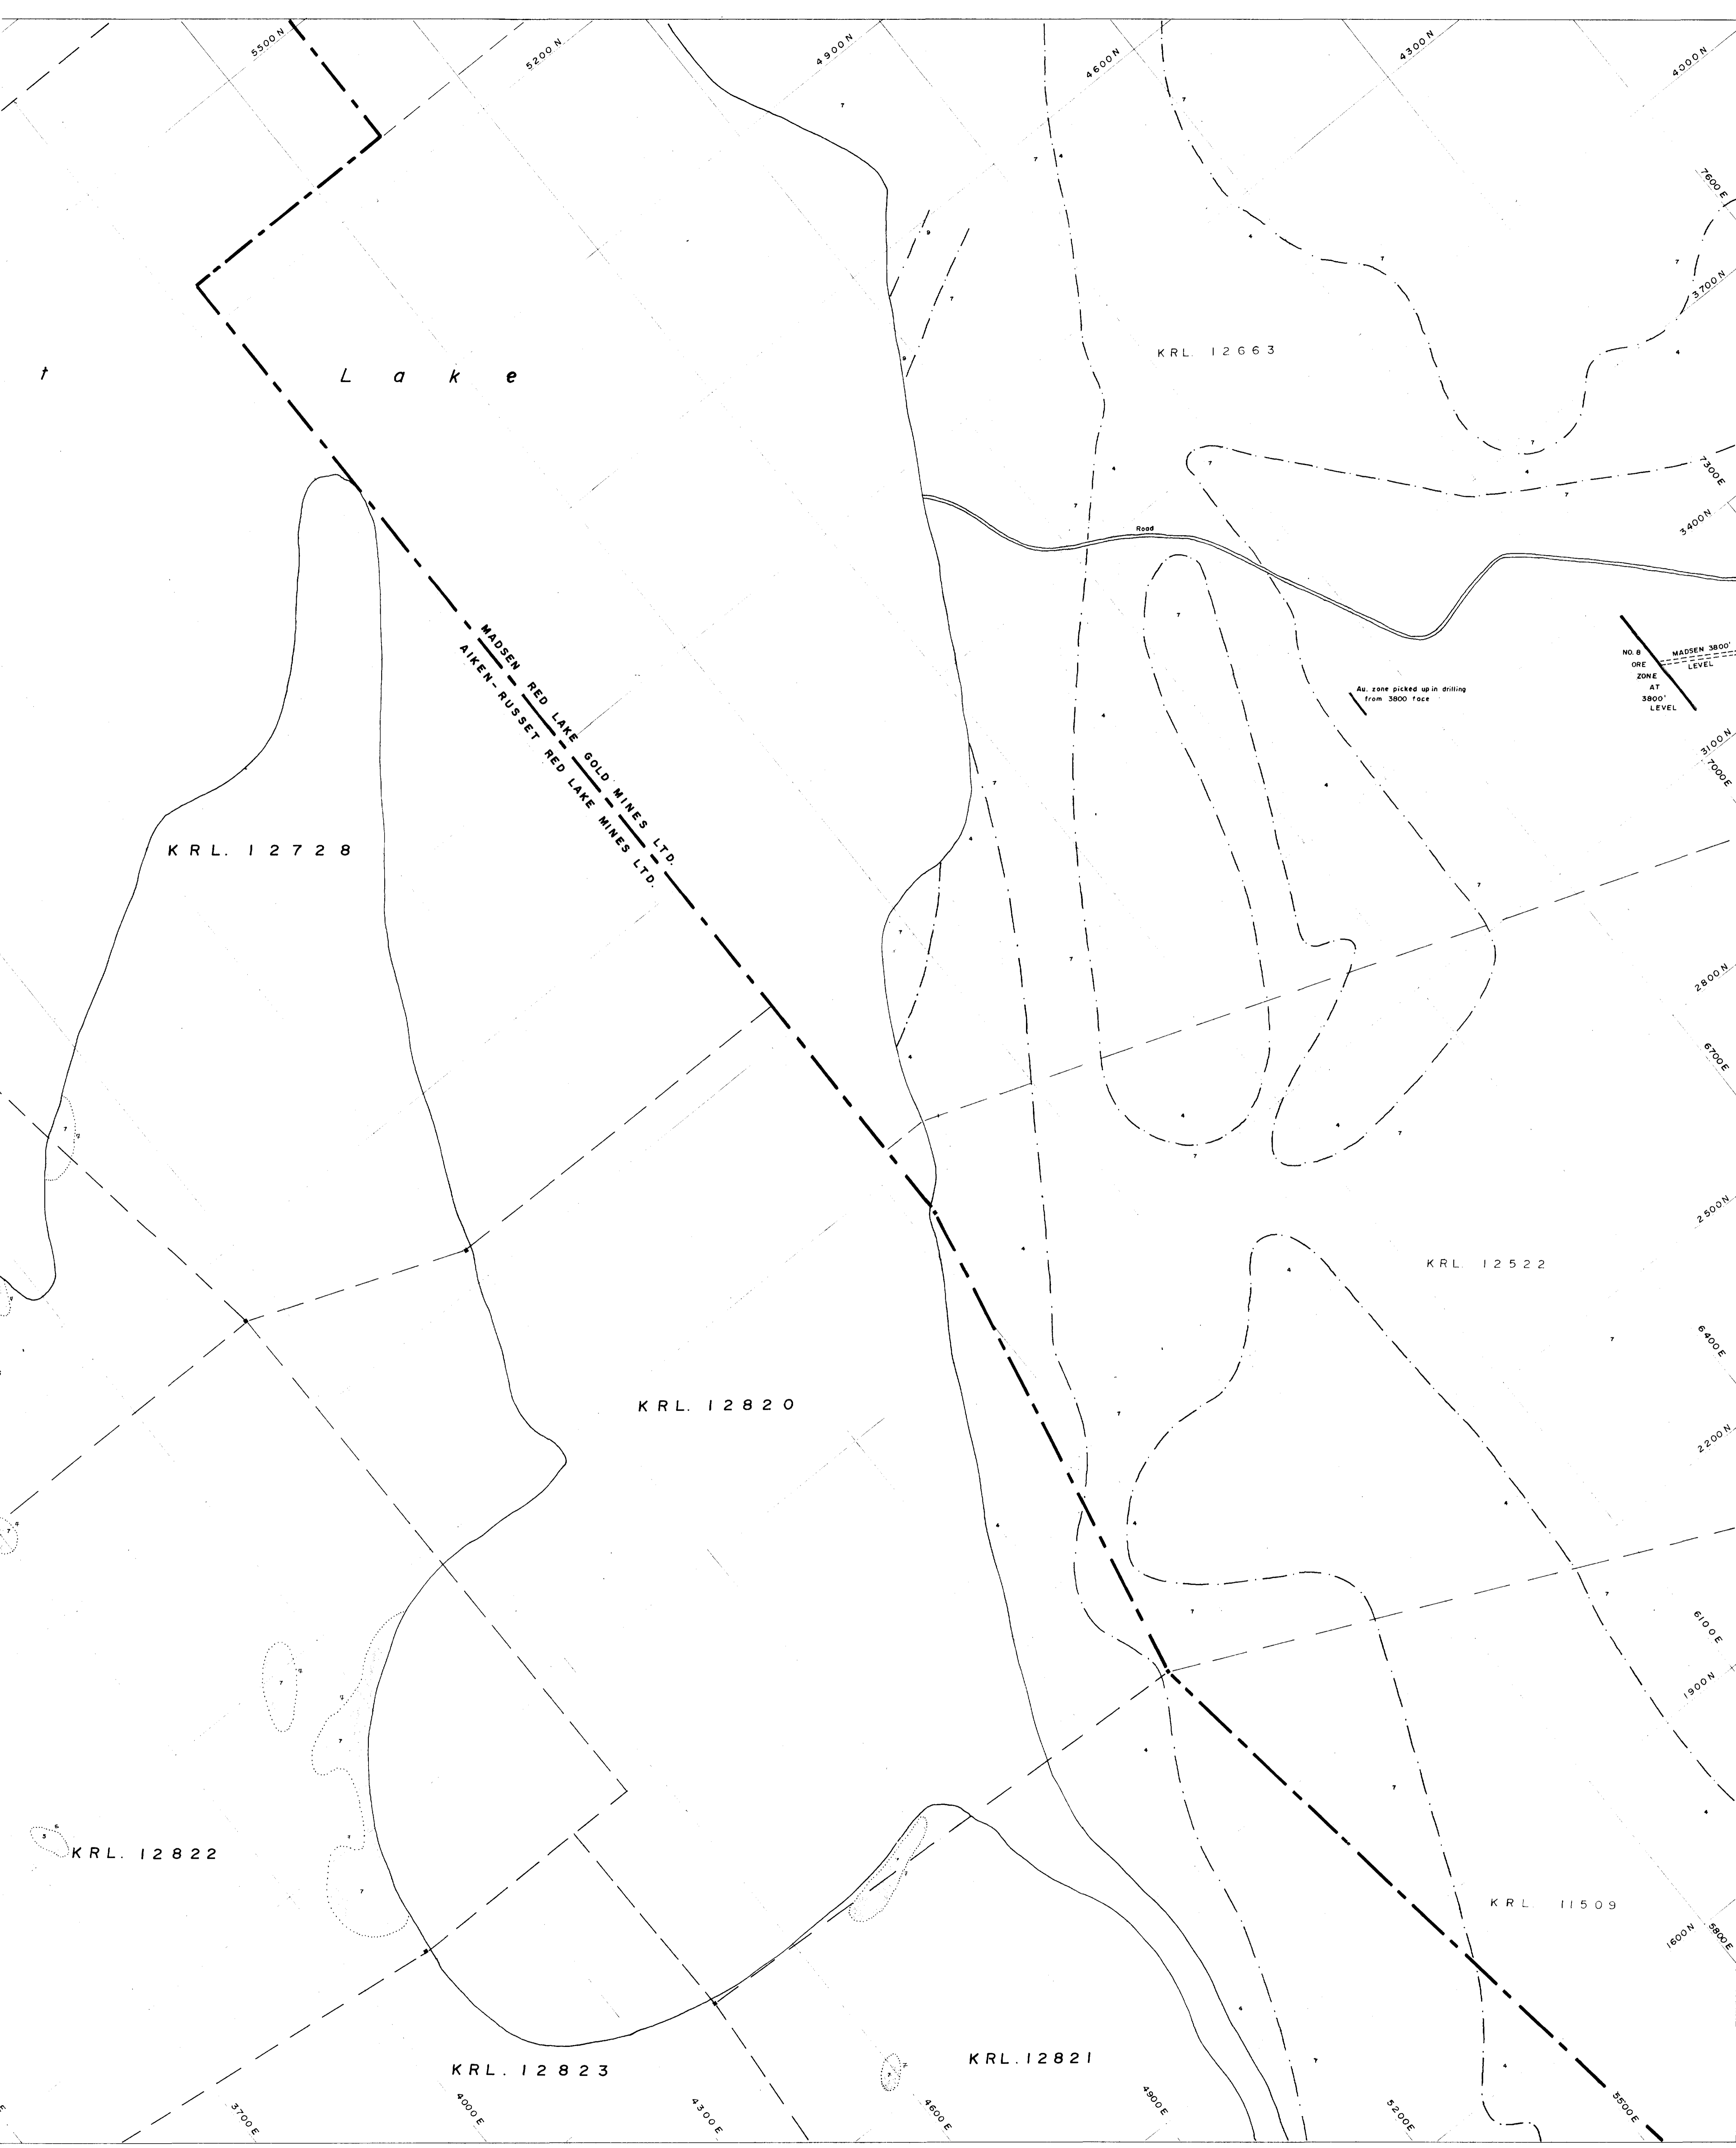 5500 N
5200 N
4900 N
4600 N
4300 N
4000 N
7600 E
3700 N
KRL. 12663
t L a k e
7300 E
3400 N
Road
NO. 8
ORE
ZONE
AT
3800'
LEVEL
MADSEN 3800'
LEVEL
Au. zone picked up in drilling
from 3800 face
MADSEN RED LAKE GOLD MINES LTD.
AIKEN-RUSSET RED LAKE MINES LTD.
3100 N
7000 E
KRL. 12728
2800 N
6700 E
2500 N
KRL. 12522
6400 E
KRL. 12820
2200 N
6100 E
1900 N
KRL. 12822
KRL 11509
1600 N
5800 E
KRL. 12823
KRL. 12821
3700 E
4000 E
4300 E
4600 E
4900 E
5200 E
5500 E